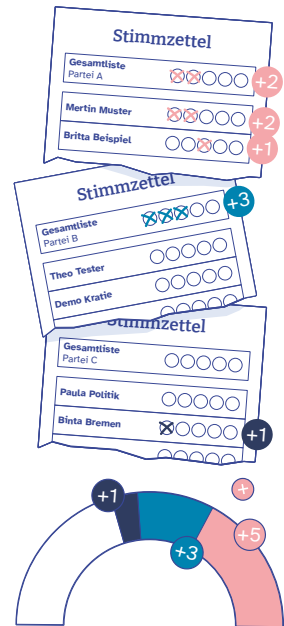 Stimmzettel
Gesamtliste
Partei A
+2
Mertin Muster
+2
Britta Beispiel
+1
Stimmzettel
Gesamtliste
Partei B
+3
Theo Tester
Demo Kratie
Stimmzettel
Gesamtliste
Partei C
Paula Politik
Binta Bremen
+1
+1
+
+5
+3